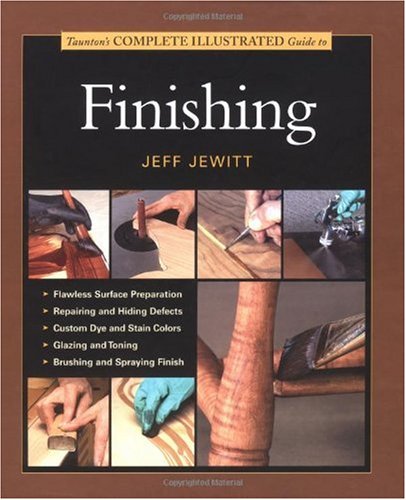 Taunton's COMPLETE ILLUSTRATED Guide to
Finishing
JEFF JEWITT
➤ Flawless Surface Preparation
➤ Repairing and Hiding Defects
➤ Custom Dye and Stain Colors
➤ Glazing and Toning
➤ Brushing and Spraying Finish